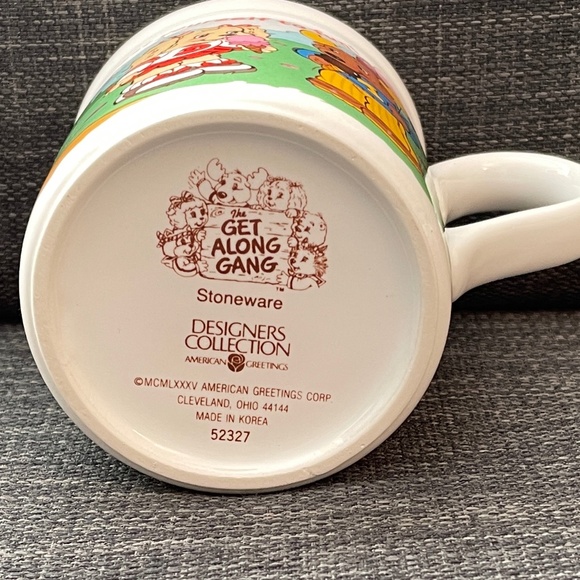 The
GET
ALONG
GANG
TM
Stoneware
DESIGNERS
COLLECTION
AMERICAN GREETINGS
©MCMLXXXV AMERICAN GREETINGS CORP.
CLEVELAND, OHIO 44144
MADE IN KOREA
52327